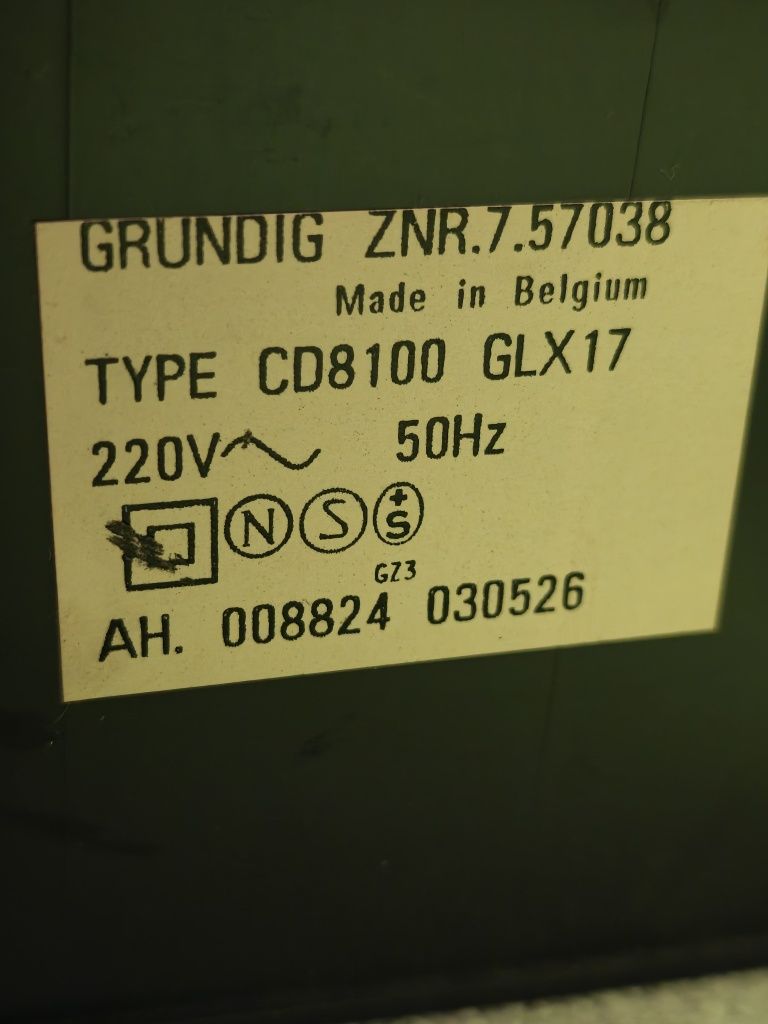 GRUNDIG ZNR.7.57038
Made in Belgium
TYPE CD8100 GLX17
220V 50Hz
N S +S
GZ3
AH. 008824 030526